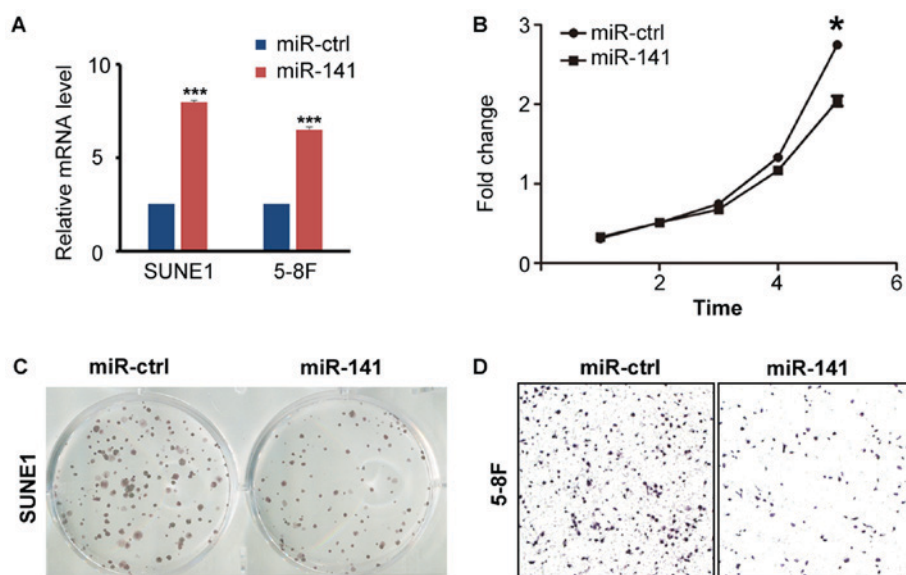 A
miR-ctrl
miR-141
Relative mRNA level
10
5
0
***
***
SUNE1
5-8F
B
miR-ctrl
miR-141
*
Fold change
3
2
1
0
2
4
6
Time
C
miR-ctrl
miR-141
SUNE1
D
miR-ctrl
miR-141
5-8F